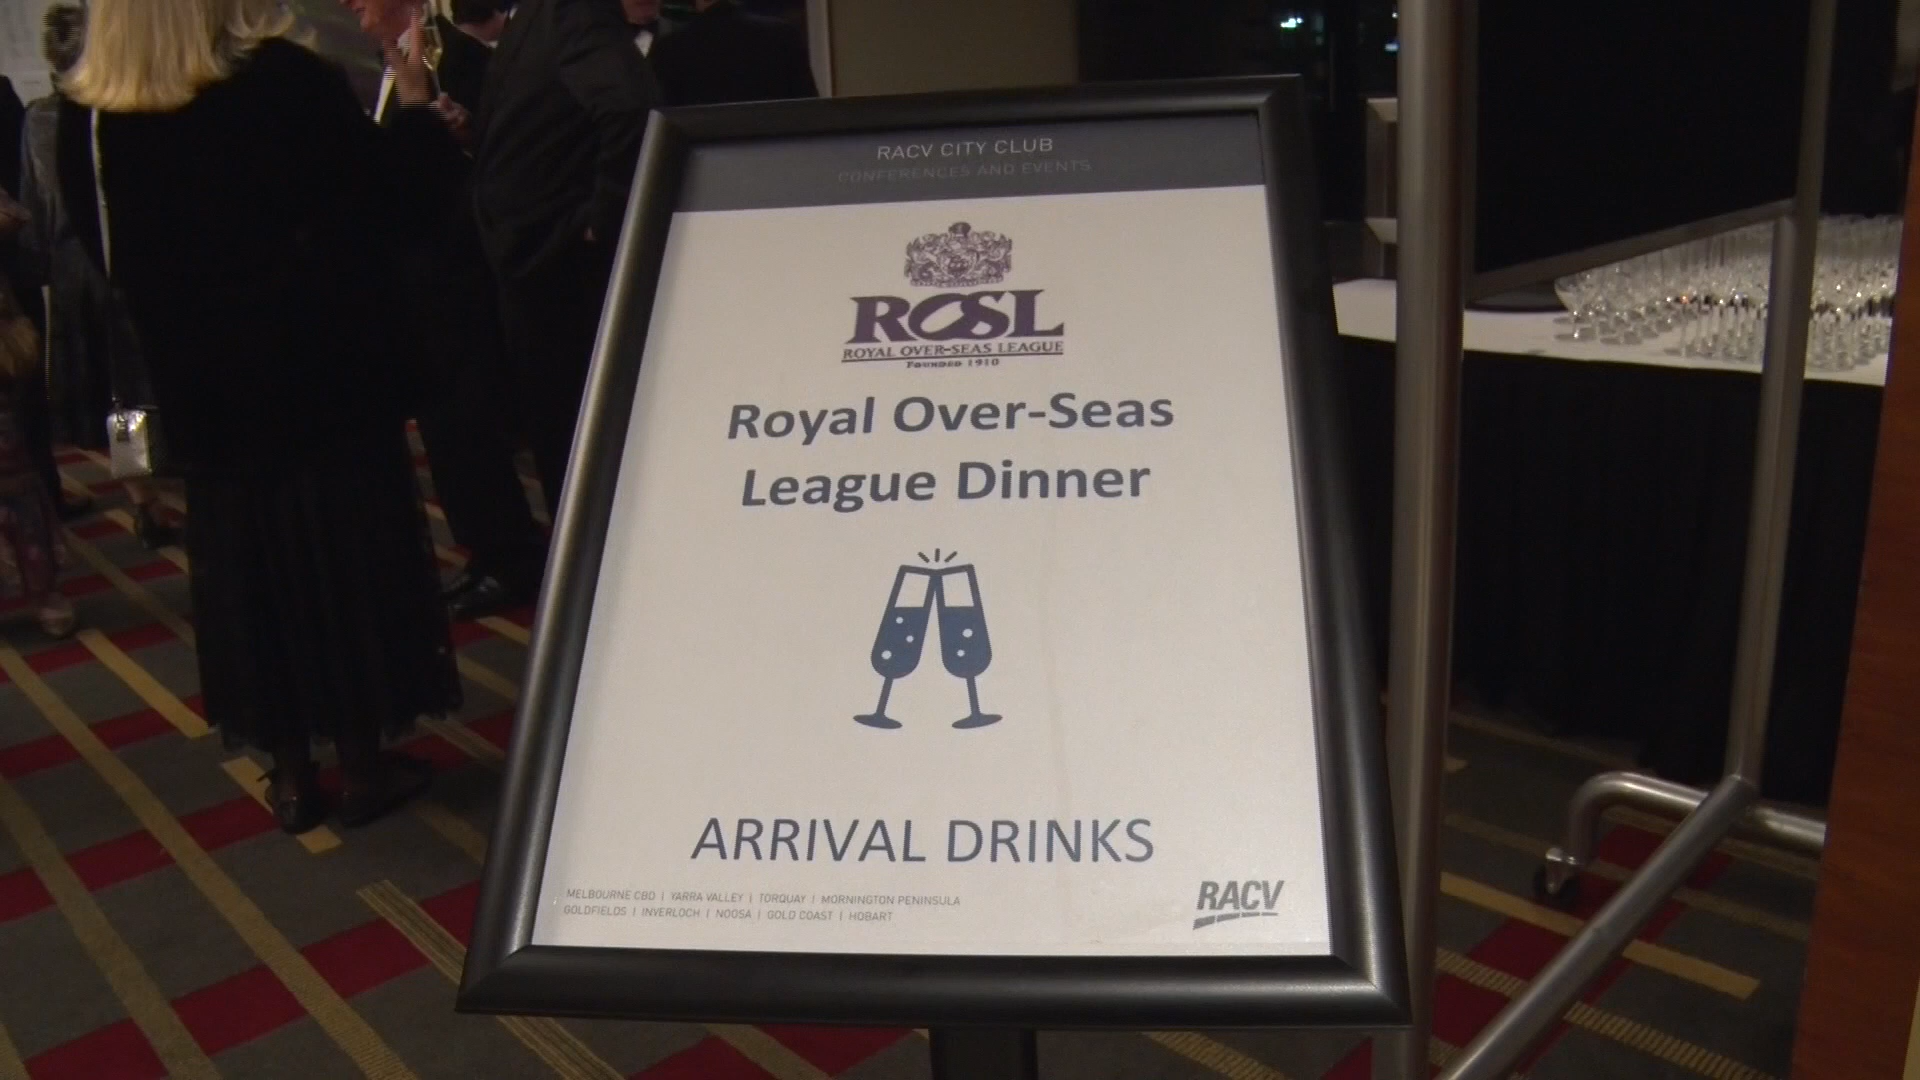 RACV CITY CLUB
CONFERENCES AND EVENTS
ROSL
ROYAL OVER-SEAS LEAGUE
FOUNDED 1910
Royal Over-Seas
League Dinner
ARRIVAL DRINKS
MELBOURNE CBD | YARRA VALLEY | TORQUAY | MORNINGTON PENINSULA
GOLDFIELDS | INVERLOCH | NOOSA | GOLD COAST | HOBART
RACV